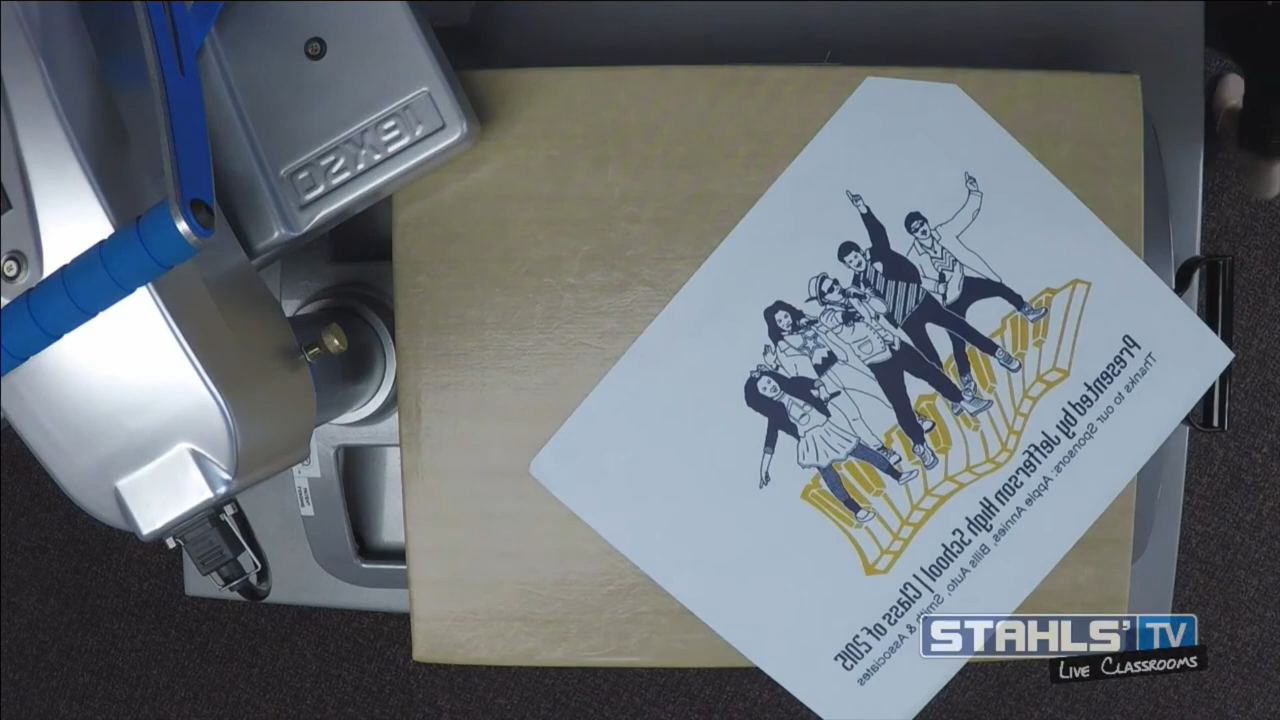 16X20
Presented by Jefferson High School | Class of 2015
Thanks to our Sponsors: Apple Annies, Bills Auto, Smith & Associates
STAHLS' TV
LIVE CLASSROOMS